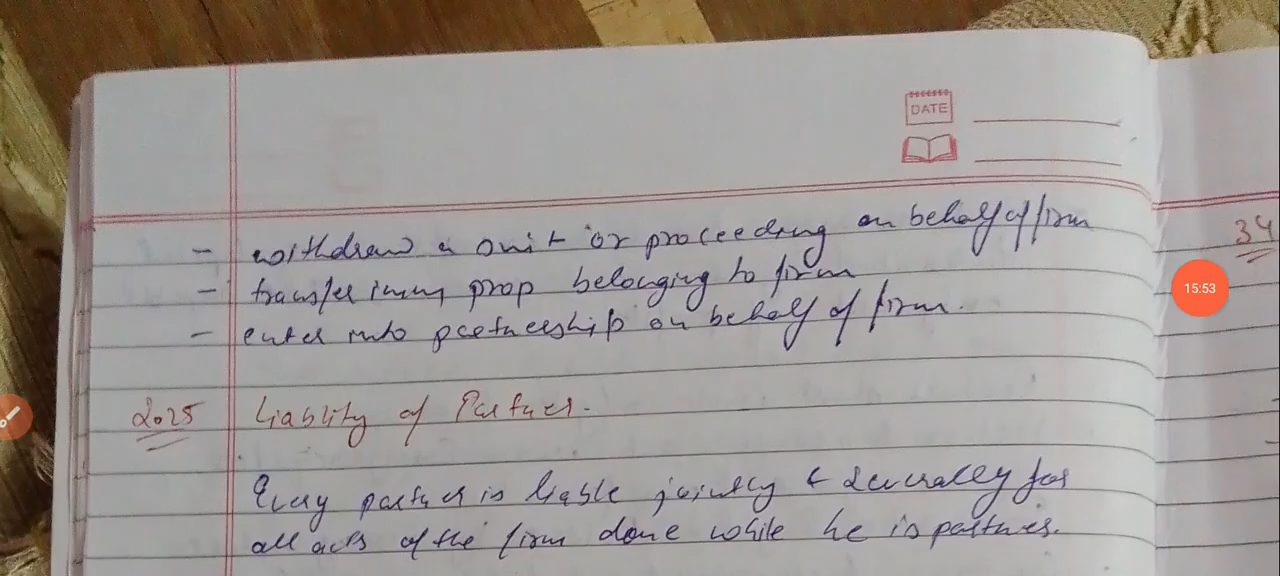 DATE
- withdraw a suit or proceeding on behalf of firm
34
- transfer immy prop belonging to firm
15:53
- enter into partnership on behalf of firm.
2025 Liability of Partner.
Every partner is liable jointly & severally for
all acts of the firm done while he is partner.